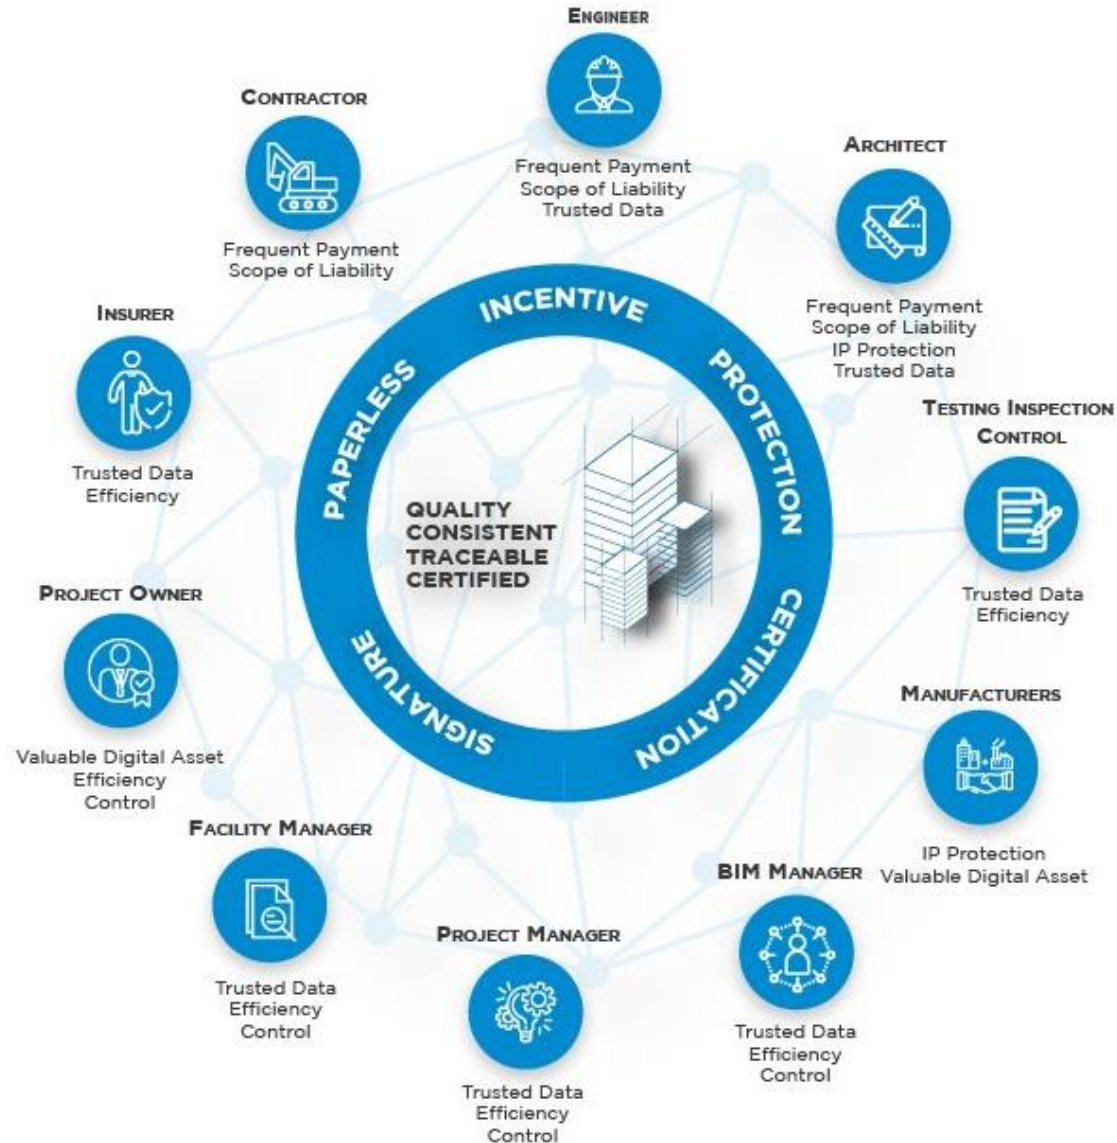 ENGINEER
Frequent Payment
Scope of Liability
Trusted Data
CONTRACTOR
Frequent Payment
Scope of Liability
ARCHITECT
Frequent Payment
Scope of Liability
IP Protection
Trusted Data
INSURER
Trusted Data
Efficiency
TESTING INSPECTION
CONTROL
Trusted Data
Efficiency
INCENTIVE
PAPERLESS
PROTECTION
QUALITY
CONSISTENT
TRACEABLE
CERTIFIED
SIGNATURE
CERTIFICATION
PROJECT OWNER
Valuable Digital Asset
Efficiency
Control
MANUFACTURERS
IP Protection
Valuable Digital Asset
FACILITY MANAGER
Trusted Data
Efficiency
Control
BIM MANAGER
Trusted Data
Efficiency
Control
PROJECT MANAGER
Trusted Data
Efficiency
Control